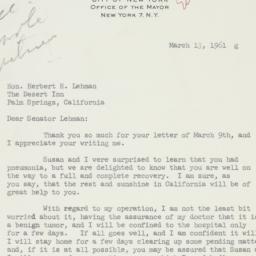 CITY OF NEW YORK
OFFICE OF THE MAYOR
NEW YORK 7, N.Y.
March 13, 1961
Hon. Herbert H. Lehman
The Desert Inn
Palm Springs, California
Dear Senator Lehman:
Thank you so much for your letter of March 9th, and
I appreciate your writing me.
Susan and I were surprised to learn that you had
pneumonia, but we are delighted to know that you are well on
the way to a full and complete recovery. I am sure, as
you say, that the rest and sunshine in California will be of
great help to you.
With regard to my operation, I am not the least bit
worried about it, having the assurance of my doctor that it is
a benign tumor, and I will be confined to the hospital only
for a few days. If all goes well, and I am confident it will
I will stay home for a few days clearing up some pending matte
and, if it is at all possible, you may be assured that Susan